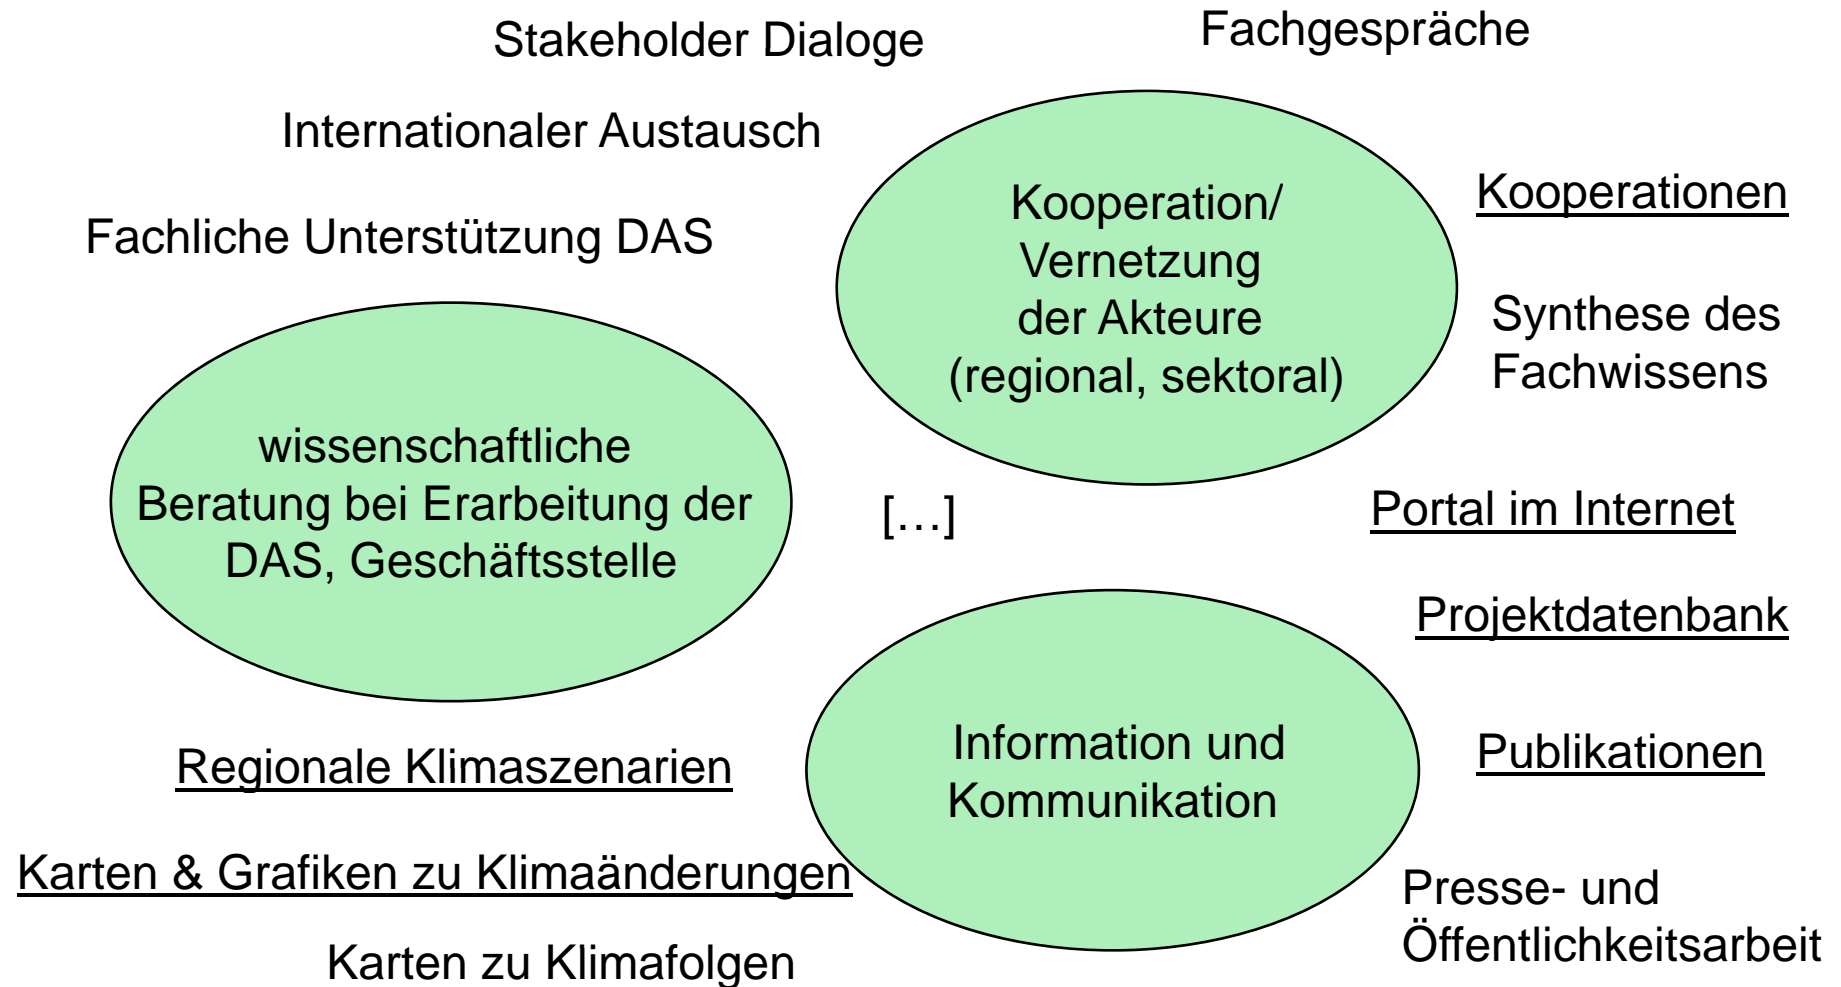 Stakeholder Dialoge
Fachgespräche
Internationaler Austausch
Fachliche Unterstützung DAS
Kooperation/
Vernetzung
der Akteure
(regional, sektoral)
Kooperationen
Synthese des
Fachwissens
wissenschaftliche
Beratung bei Erarbeitung der
DAS, Geschäftsstelle
[…]
Portal im Internet
Projektdatenbank
Information und
Kommunikation
Publikationen
Regionale Klimaszenarien
Karten & Grafiken zu Klimaänderungen
Karten zu Klimafolgen
Presse- und
Öffentlichkeitsarbeit